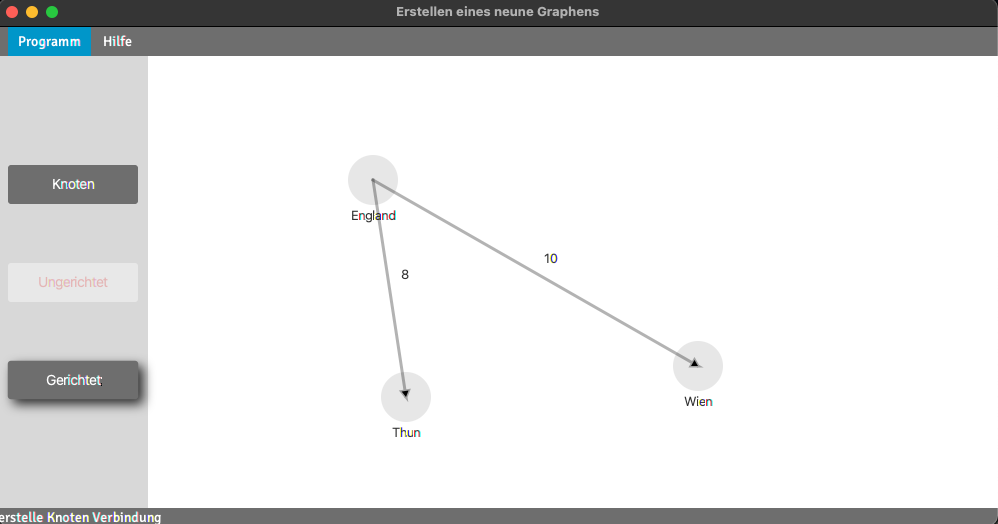 Erstellen eines neune Graphens
Programm Hilfe
Knoten
England
10
8
Ungerichtet
Gerichtet
Wien
Thun
erstelle Knoten Verbindung